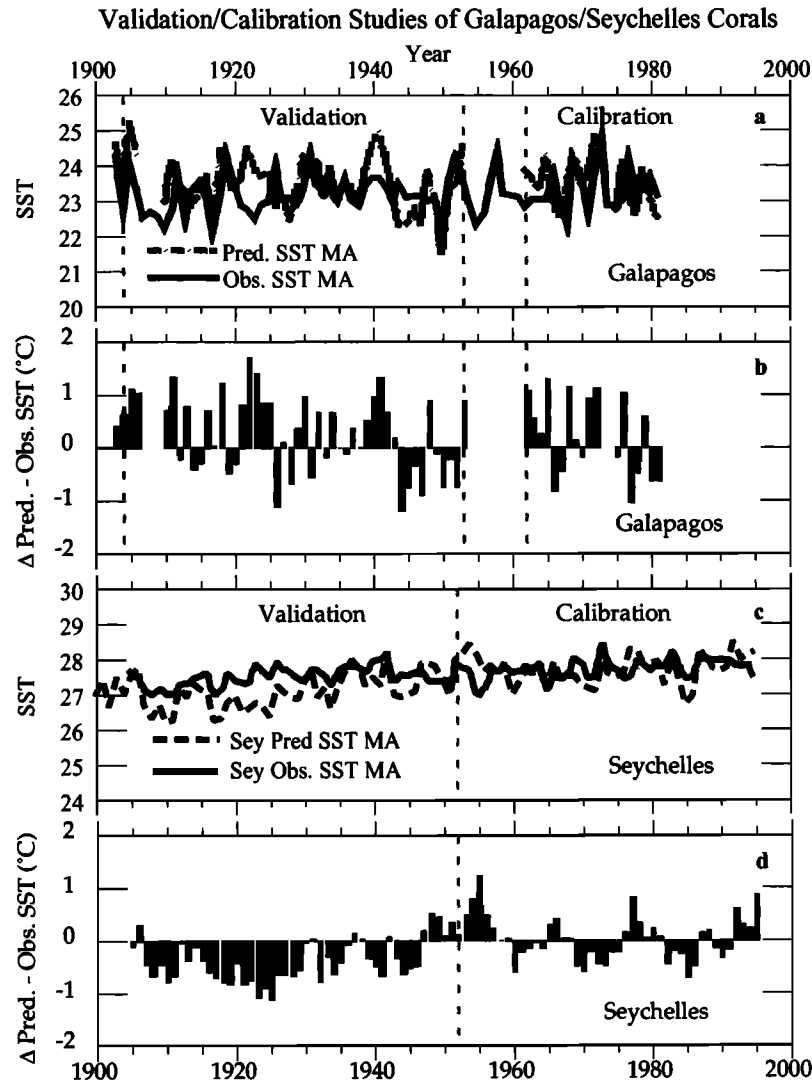 Validation/Calibration Studies of Galapagos/Seychelles Corals
Year
1900 1920 1940 1960 1980 2000
26
25
24
23
22
21
20
SST
Validation
Calibration
a
Pred. SST MA
Obs. SST MA
Galapagos
2
1
0
-1
-2
Δ Pred. - Obs. SST (°C)
b
Galapagos
30
29
28
27
26
25
24
SST
Validation
Calibration
c
Sey Pred SST MA
Sey Obs. SST MA
Seychelles
2
1
0
-1
-2
Δ Pred. - Obs. SST (°C)
d
Seychelles
1900 1920 1940 1960 1980 2000